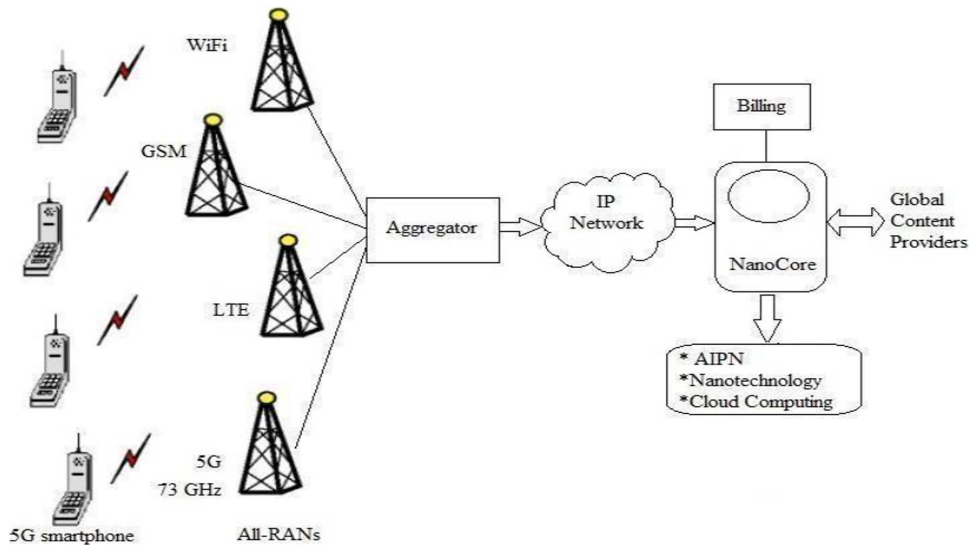 WiFi
GSM
LTE
5G
73 GHz
5G smartphone
All-RANs
Aggregator
IP
Network
Billing
NanoCore
Global
Content
Providers
* AIPN
*Nanotechnology
*Cloud Computing